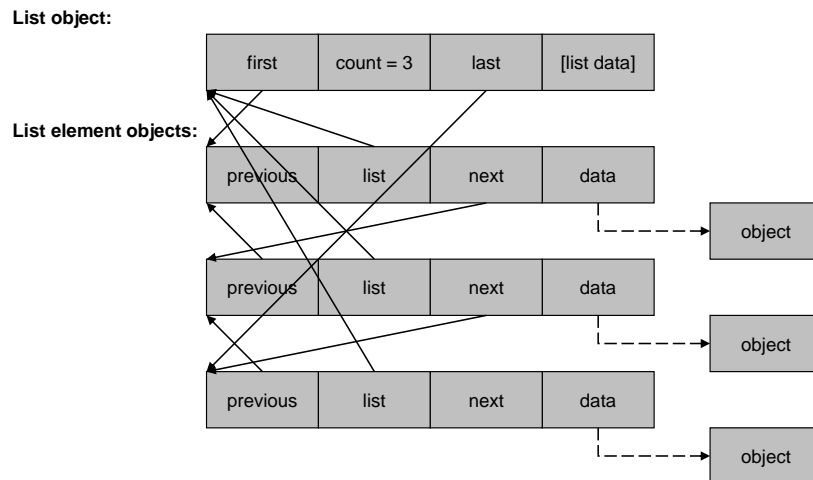 List object:
first count = 3 last [list data]
List element objects:
previous list next data
object
previous list next data
object
previous list next data
object